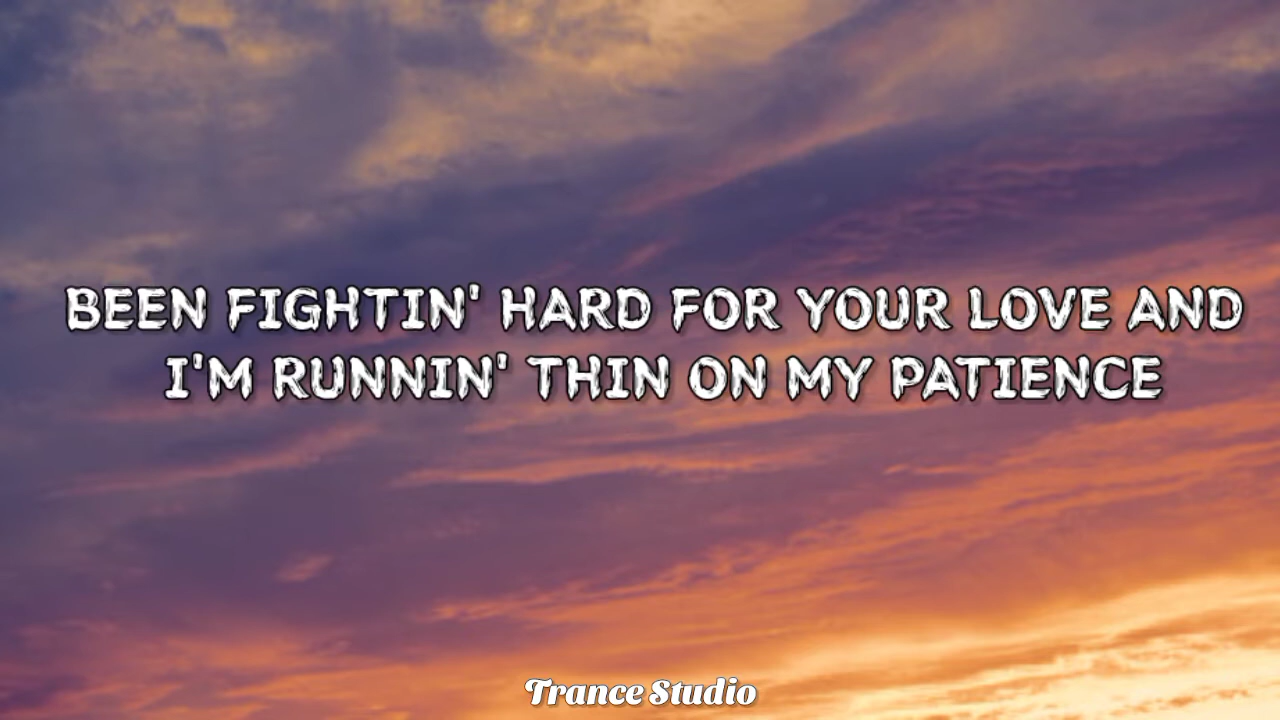 BEEN FIGHTIN' HARD FOR YOUR LOVE AND
I'M RUNNIN' THIN ON MY PATIENCE
Trance Studio